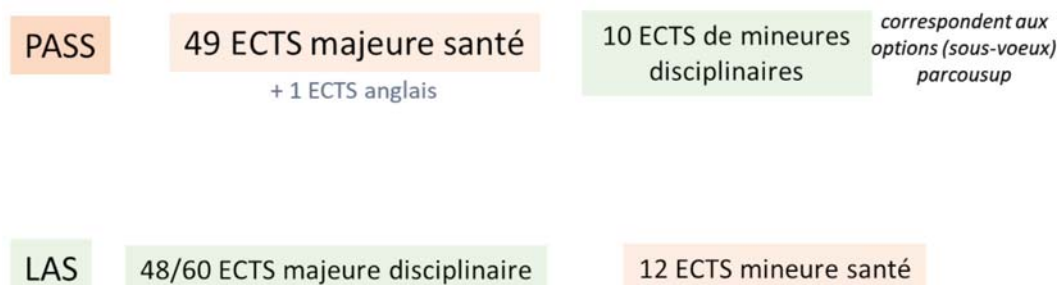 PASS
49 ECTS majeure santé
+ 1 ECTS anglais
10 ECTS de mineures
disciplinaires
correspondent aux
options (sous-voeux)
parcousup
LAS
48/60 ECTS majeure disciplinaire
12 ECTS mineure santé